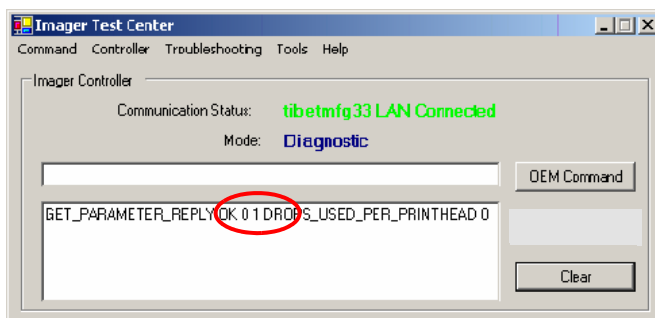 Imager Test Center
Command Controller Troubleshooting Tools Help
Imager Controller
Communication Status: tibetmfg33 LAN Connected
Mode: Diagnostic
OEM Command
GET_PARAMETER_REPLY OK 0 1 DROPS_USED_PER_PRINTHEAD 0
Clear